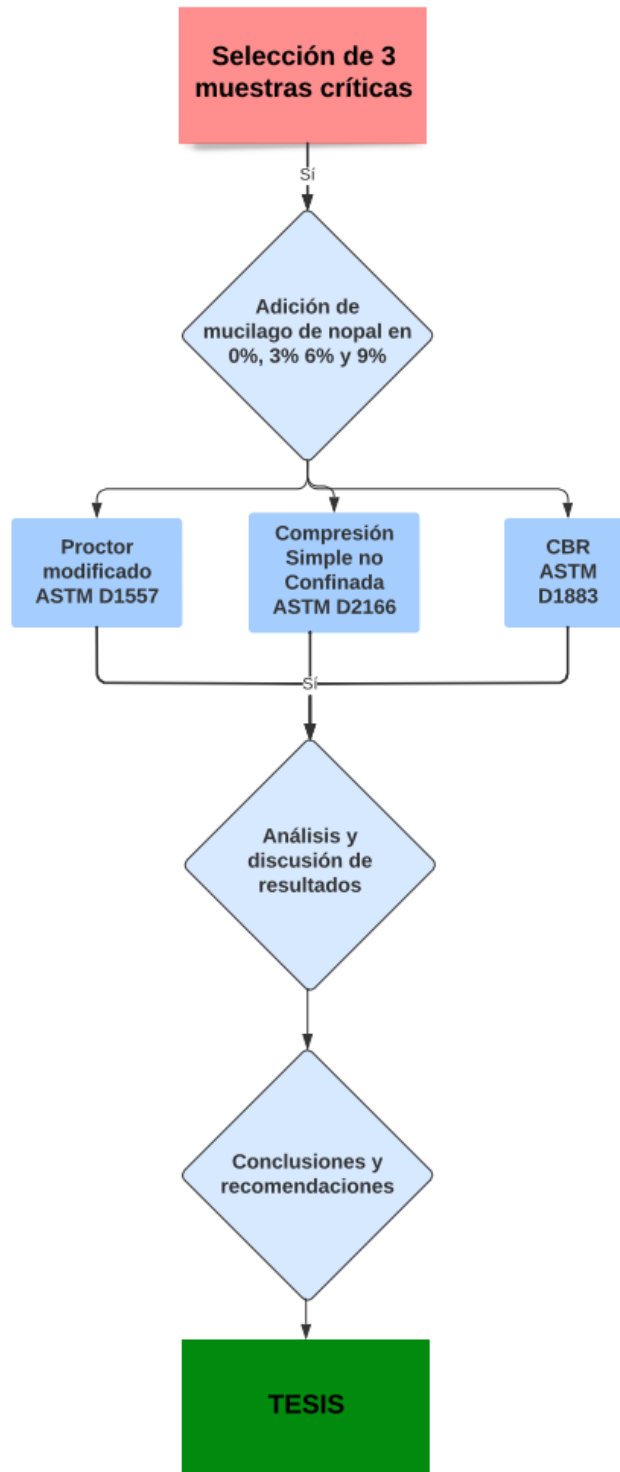 Selección de 3
muestras críticas
Sí
Adición de
mucilago de nopal en
0%, 3% 6% y 9%
Proctor
modificado
ASTM D1557
Compresión
Simple no
Confinada
ASTM D2166
CBR
ASTM
D1883
Sí
Análisis y
discusión de
resultados
Conclusiones y
recomendaciones
TESIS